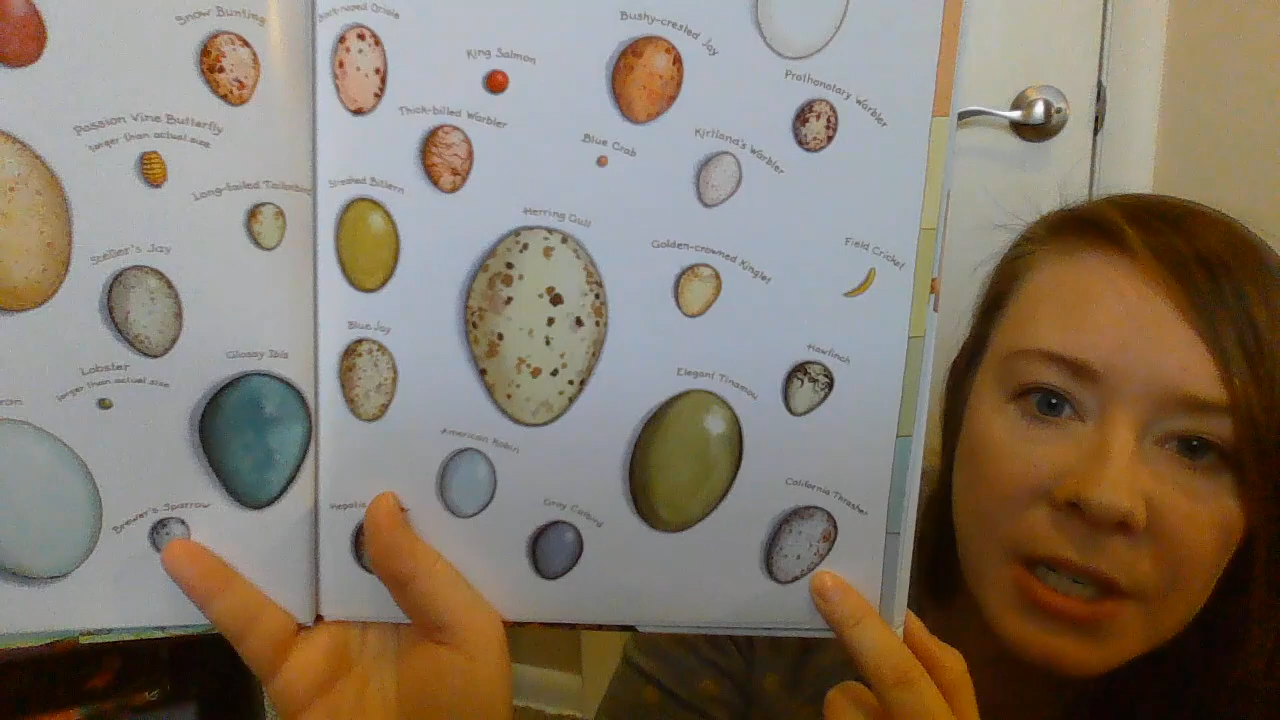 Snow Bunting
Passion Vine Butterfly
larger than actual size
Long-tailed Tailorbird
Steller's Jay
Lobster
larger than actual size
Glossy Ibis
Brewer's Sparrow
Oriole
King Salmon
Bushy-crested Jay
Prothonotary Warbler
Thick-billed Warbler
Blue Crab
Kirtland's Warbler
Striated Bittern
Herring Gull
Golden-crowned Kinglet
Field Cricket
Blue Jay
Hawfinch
Elegant Tinamou
American Robin
Gray Catbird
California Thrasher